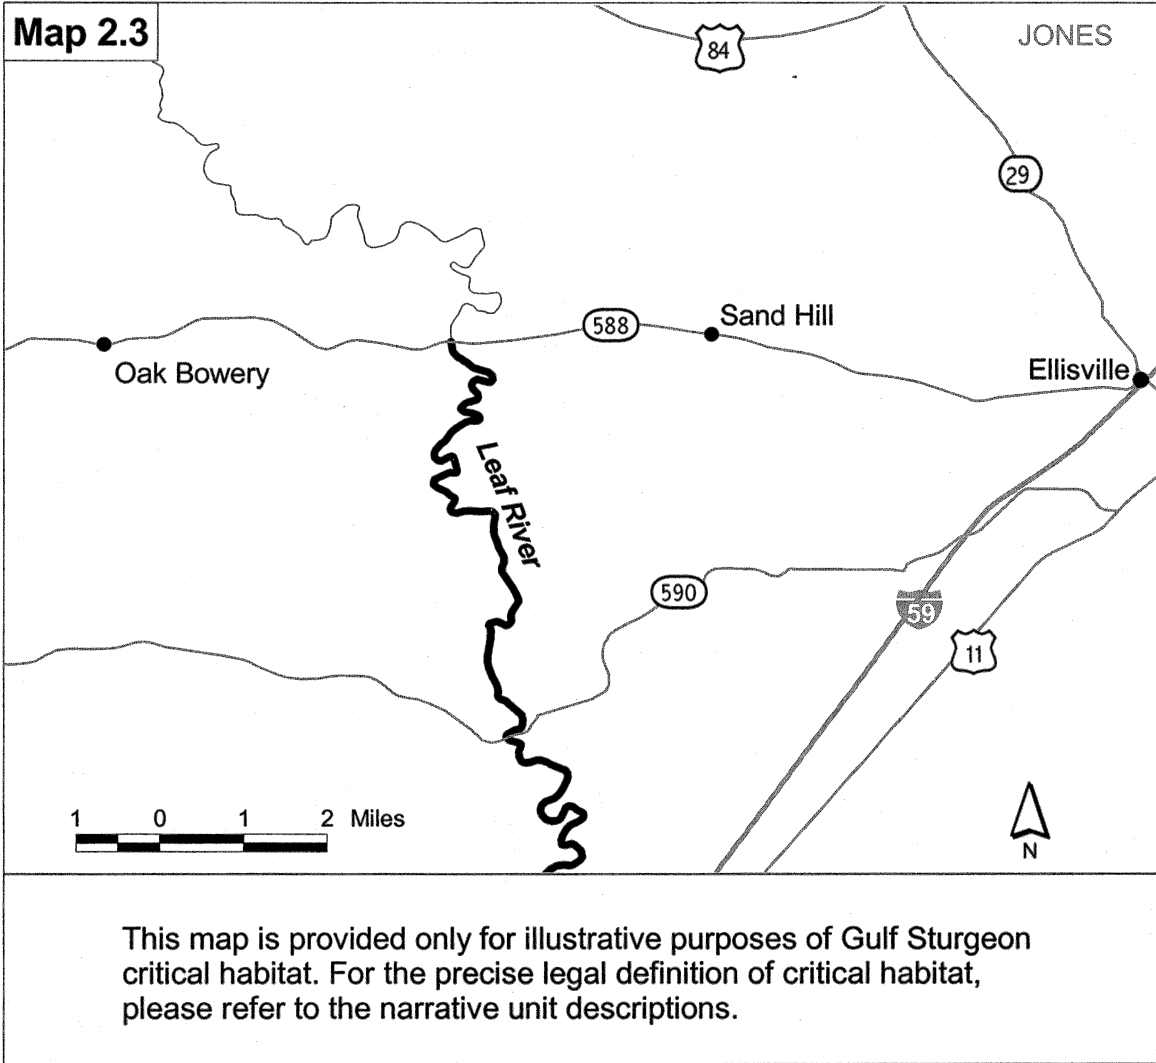 Map 2.3
84
JONES
29
588
Sand Hill
Oak Bowery
Ellisville
Leaf River
590
59
11
1 0 1 2 Miles
N
This map is provided only for illustrative purposes of Gulf Sturgeon
critical habitat. For the precise legal definition of critical habitat,
please refer to the narrative unit descriptions.